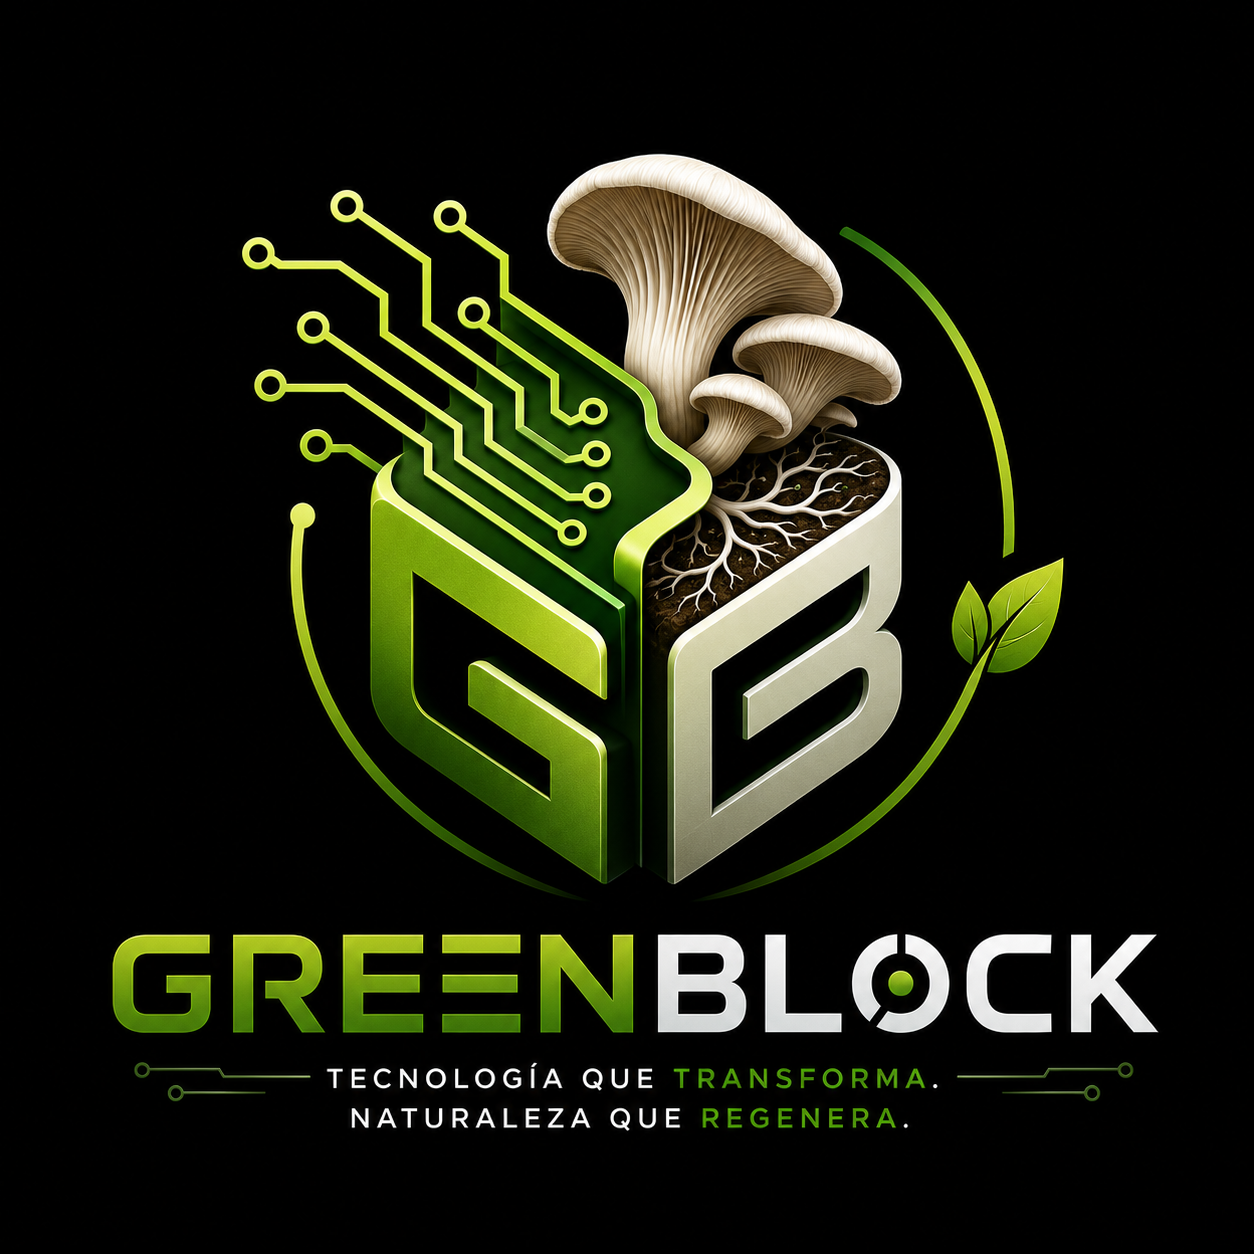 GB
GREENBLOCK
TECNOLOGÍA QUE TRANSFORMA.
NATURALEZA QUE REGENERA.